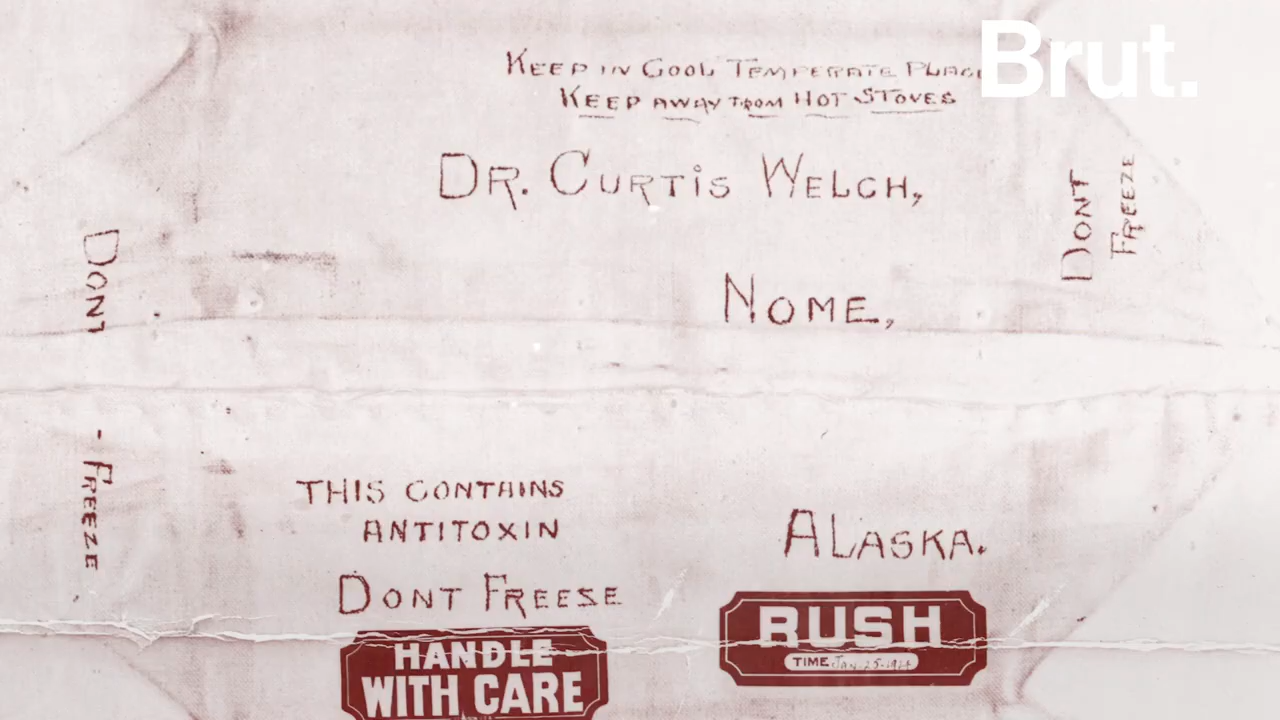 Brut.
KEEP IN COOL TEMPERATE PLACE
KEEP AWAY FROM HOT STOVES
DR. CURTIS WELCH,
DONT
FREEZE
NOME,
DONT
- FREEZE
THIS CONTAINS
ANTITOXIN
DONT FREESE
ALASKA.
HANDLE
WITH CARE
RUSH
TIME